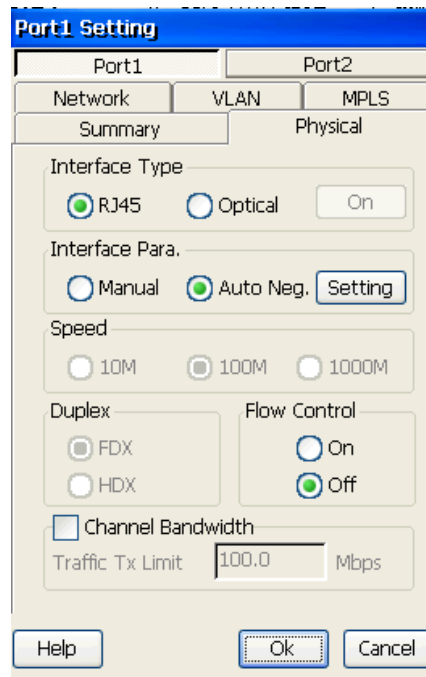 Port1 Setting
Port1 Port2
Network VLAN MPLS
Summary Physical
Interface Type
RJ45 Optical On
Interface Para.
Manual Auto Neg. Setting
Speed
10M 100M 1000M
Duplex Flow Control
FDX On
HDX Off
Channel Bandwidth
Traffic Tx Limit 100.0 Mbps
Help Ok Cancel